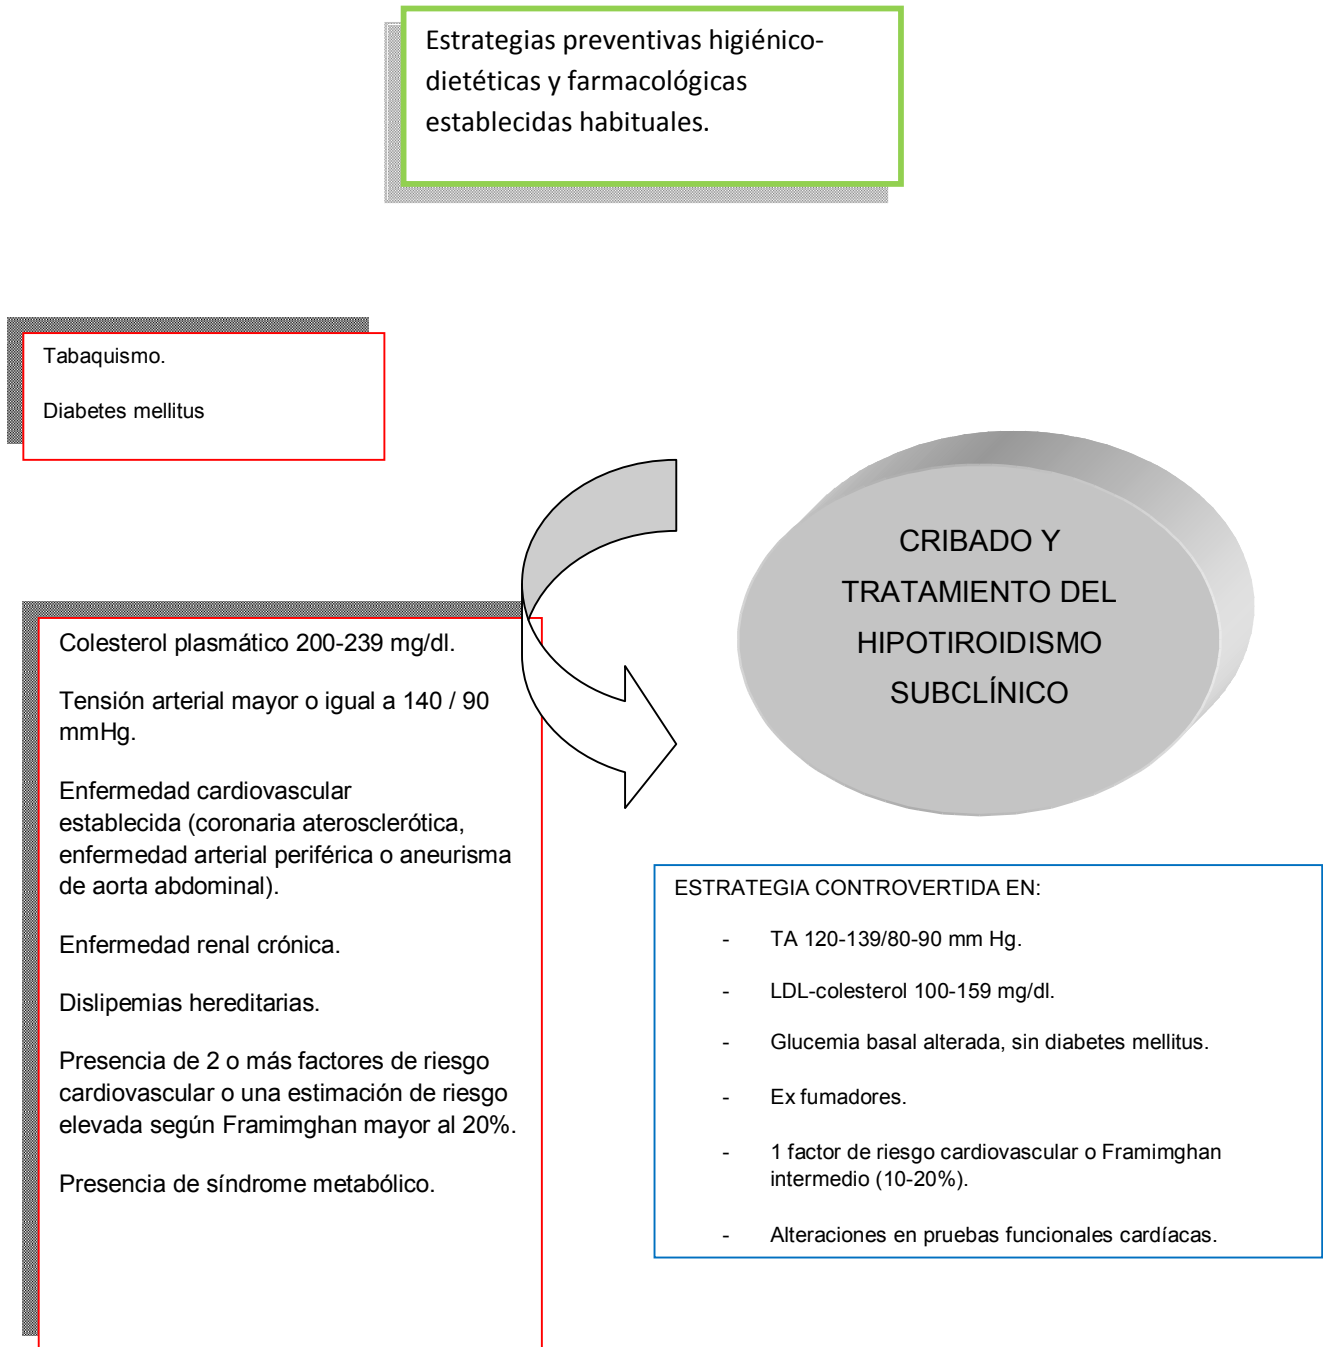 Estrategias preventivas higiénico-
dietéticas y farmacológicas
establecidas habituales.
Tabaquismo.
Diabetes mellitus
CRIBADO Y
TRATAMIENTO DEL
HIPOTIROIDISMO
SUBCLÍNICO
Colesterol plasmático 200-239 mg/dl.
Tensión arterial mayor o igual a 140 / 90
mmHg.
Enfermedad cardiovascular
establecida (coronaria aterosclerótica,
enfermedad arterial periférica o aneurisma
de aorta abdominal).
Enfermedad renal crónica.
Dislipemias hereditarias.
Presencia de 2 o más factores de riesgo
cardiovascular o una estimación de riesgo
elevada según Framimghan mayor al 20%.
Presencia de síndrome metabólico.
ESTRATEGIA CONTROVERTIDA EN:
- TA 120-139/80-90 mm Hg.
- LDL-colesterol 100-159 mg/dl.
- Glucemia basal alterada, sin diabetes mellitus.
- Ex fumadores.
- 1 factor de riesgo cardiovascular o Framimghan
intermedio (10-20%).
- Alteraciones en pruebas funcionales cardíacas.